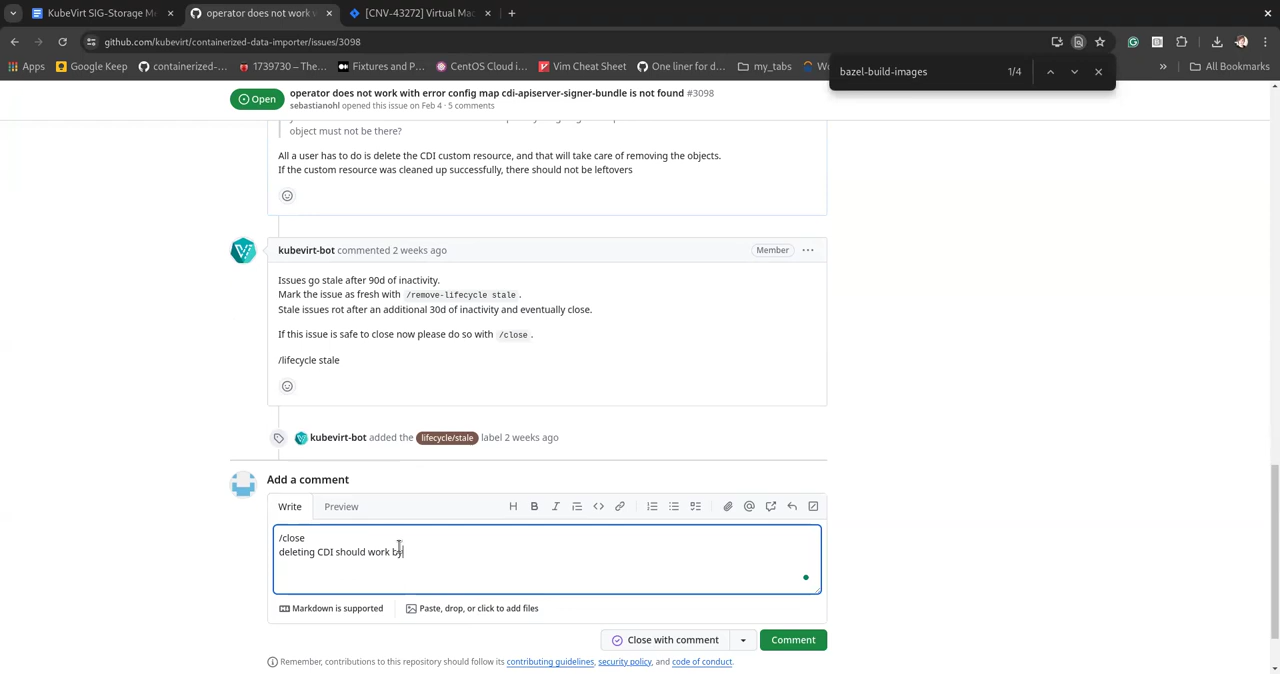 KubeVirt SIG-Storage M
operator does not work w
[CNV-43272] Virtual Mac
github.com/kubevirt/containerized-data-importer/issues/3098
Apps
Google Keep
containerized-...
1739730 – The...
Fixtures and P...
CentOS Cloud i...
Vim Cheat Sheet
One liner for d...
my_tabs
Wo
All Bookmarks
bazel-build-images
1/4
Open
operator does not work with error config map cdi-apiserver-signer-bundle is not found #3098
sebastianohl opened this issue on Feb 4 · 5 comments
object must not be there?
All a user has to do is delete the CDI custom resource, and that will take care of removing the objects.
If the custom resource was cleaned up successfully, there should not be leftovers
kubevirt-bot commented 2 weeks ago
Member
Issues go stale after 90d of inactivity.
Mark the issue as fresh with /remove-lifecycle stale .
Stale issues rot after an additional 30d of inactivity and eventually close.
If this issue is safe to close now please do so with /close .
/lifecycle stale
kubevirt-bot added the lifecycle/stale label 2 weeks ago
Add a comment
Write
Preview
/close
deleting CDI should work by
Markdown is supported
Paste, drop, or click to add files
Close with comment
Comment
Remember, contributions to this repository should follow its contributing guidelines, security policy, and code of conduct.